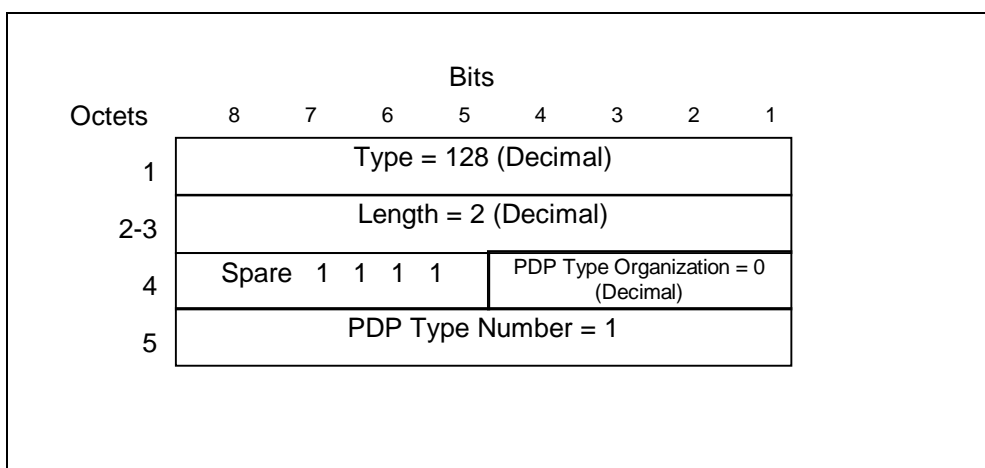 Bits
Octets 8 7 6 5 4 3 2 1
1 Type = 128 (Decimal)
2-3 Length = 2 (Decimal)
4 Spare 1 1 1 1 PDP Type Organization = 0
(Decimal)
5 PDP Type Number = 1